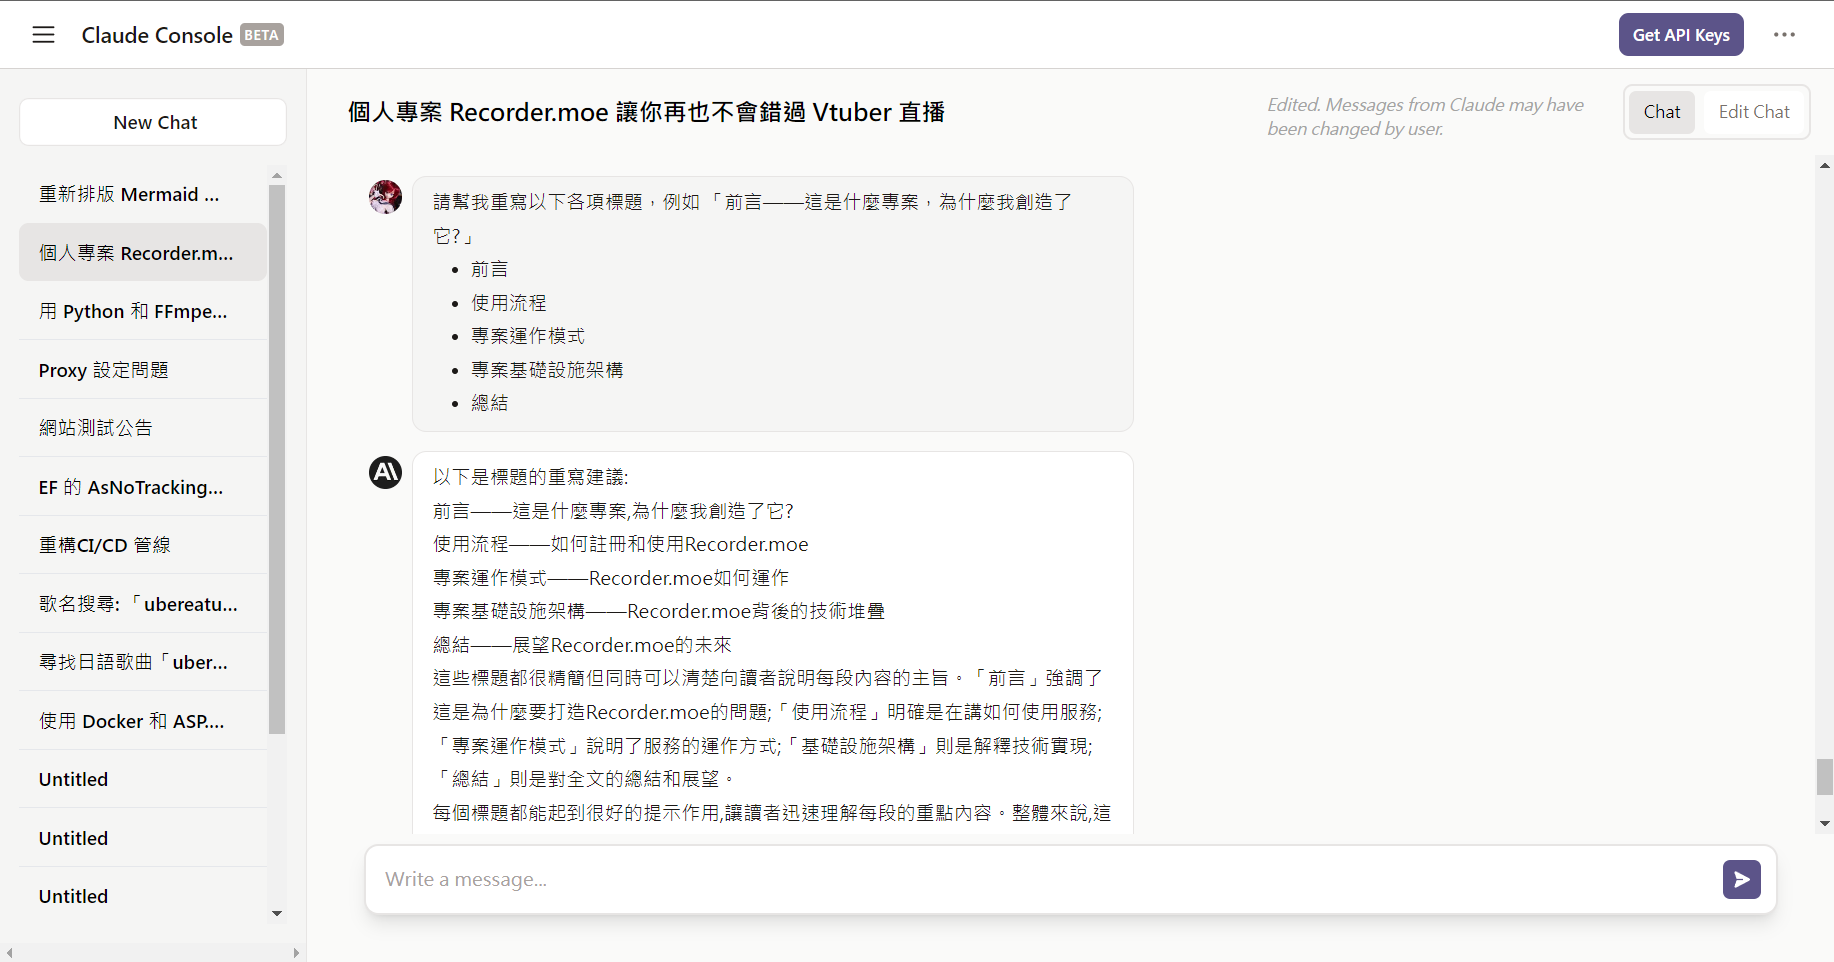 Claude Console BETA
Get API Keys
New Chat
重新排版 Mermaid ...
個人專案 Recorder.m...
用 Python 和 FFmpe...
Proxy 設定問題
網站測試公告
EF 的 AsNoTracking...
重構CI/CD 管線
歌名搜尋: 「ubereatu...
尋找日語歌曲「uber...
使用 Docker 和 ASP....
Untitled
Untitled
Untitled
個人專案 Recorder.moe 讓你再也不會錯過 Vtuber 直播
Edited. Messages from Claude may have
been changed by user.
Chat
Edit Chat
請幫我重寫以下各項標題，例如 「前言——這是什麼專案，為什麼我創造了
它?」
• 前言
• 使用流程
• 專案運作模式
• 專案基礎設施架構
• 總結
AI
以下是標題的重寫建議:
前言——這是什麼專案,為什麼我創造了它?
使用流程——如何註冊和使用Recorder.moe
專案運作模式——Recorder.moe如何運作
專案基礎設施架構——Recorder.moe背後的技術堆疊
總結——展望Recorder.moe的未來
這些標題都很精簡但同時可以清楚向讀者說明每段內容的主旨。「前言」強調了
這是為什麼要打造Recorder.moe的問題;「使用流程」明確是在講如何使用服務;
「專案運作模式」說明了服務的運作方式;「基礎設施架構」則是解釋技術實現;
「總結」則是對全文的總結和展望。
每個標題都能起到很好的提示作用,讓讀者迅速理解每段的重點內容。整體來說,這
Write a message...